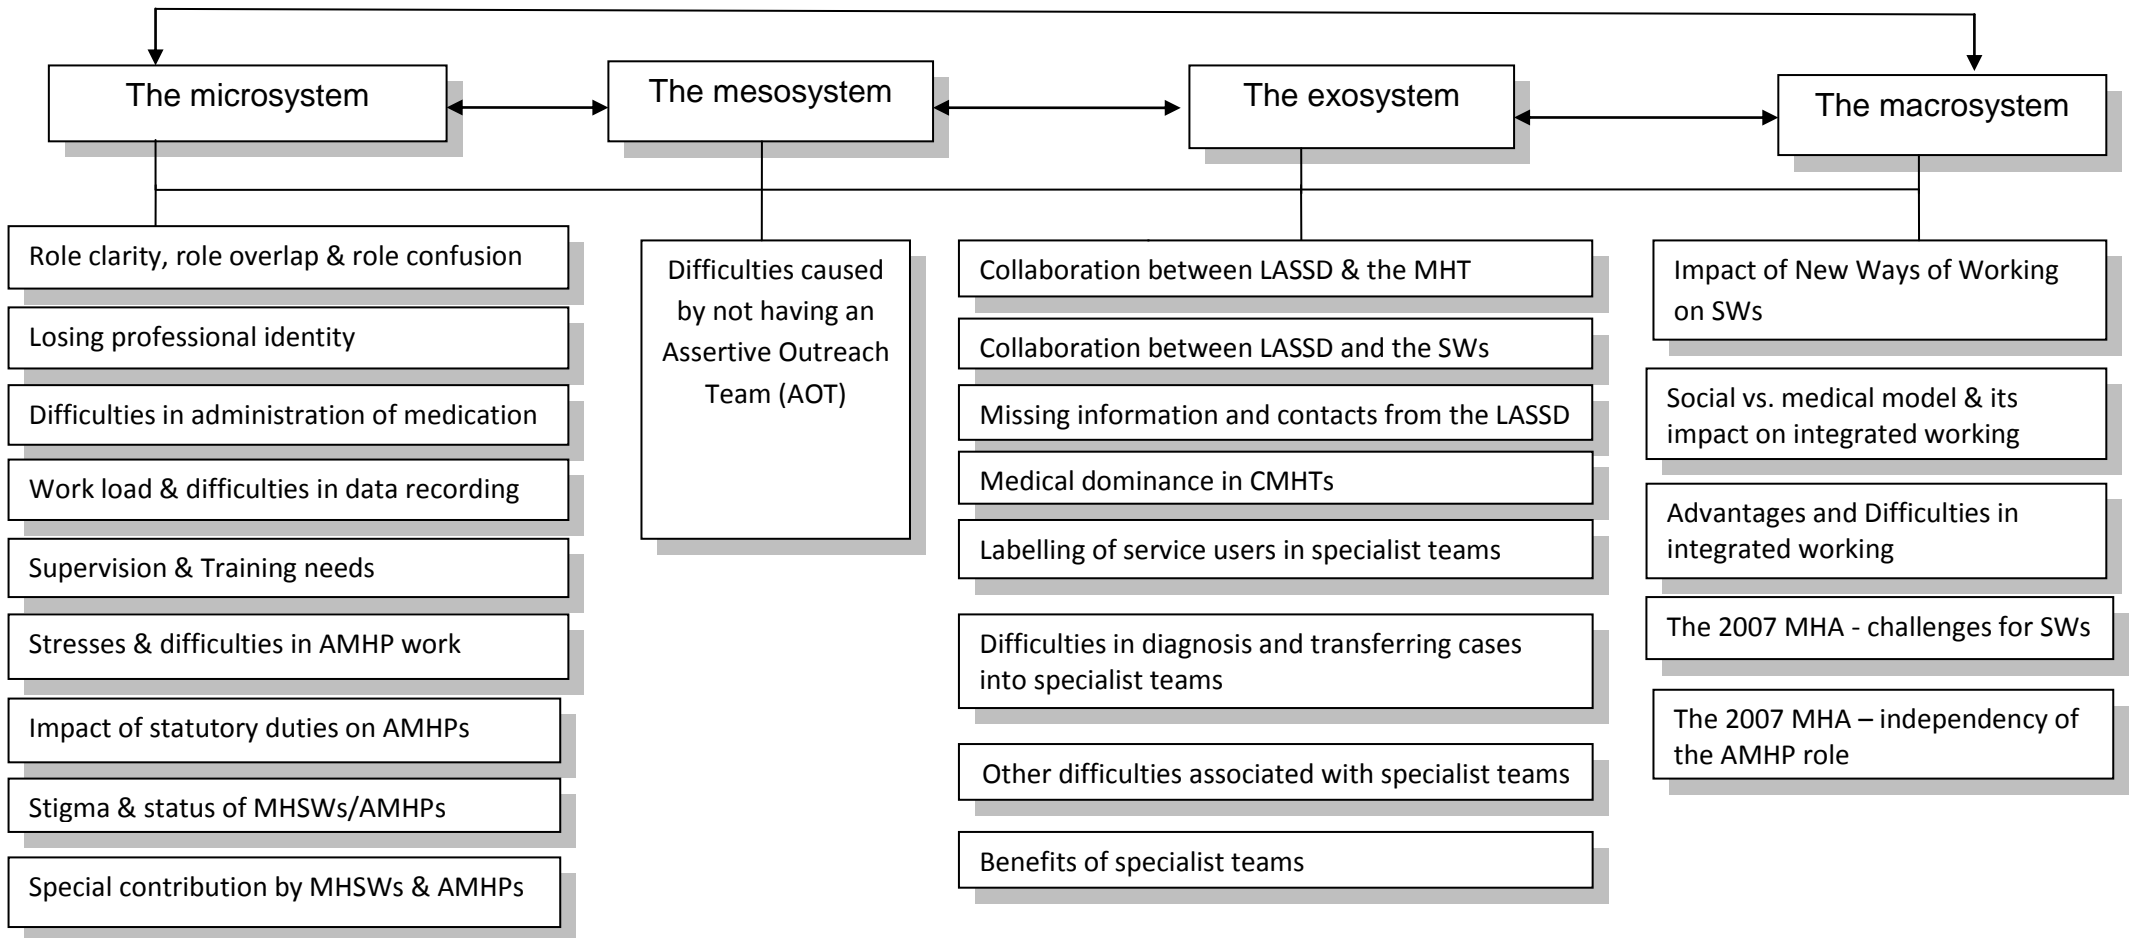 The microsystem
The mesosystem
The exosystem
The macrosystem
Role clarity, role overlap & role confusion
Losing professional identity
Difficulties in administration of medication
Work load & difficulties in data recording
Supervision & Training needs
Stresses & difficulties in AMHP work
Impact of statutory duties on AMHPs
Stigma & status of MHSWs/AMHPs
Special contribution by MHSWs & AMHPs
Difficulties caused
by not having an
Assertive Outreach
Team (AOT)
Collaboration between LASSD & the MHT
Collaboration between LASSD and the SWs
Missing information and contacts from the LASSD
Medical dominance in CMHTs
Labelling of service users in specialist teams
Difficulties in diagnosis and transferring cases
into specialist teams
Other difficulties associated with specialist teams
Benefits of specialist teams
Impact of New Ways of Working
on SWs
Social vs. medical model & its
impact on integrated working
Advantages and Difficulties in
integrated working
The 2007 MHA - challenges for SWs
The 2007 MHA – independency of
the AMHP role